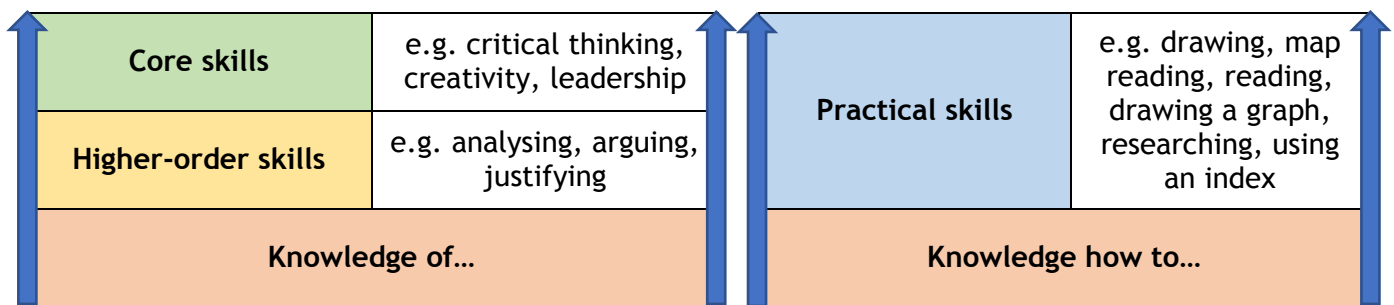 Core skills
e.g. critical thinking,
creativity, leadership
Higher-order skills
e.g. analysing, arguing,
justifying
Knowledge of…
Practical skills
e.g. drawing, map
reading, reading,
drawing a graph,
researching, using
an index
Knowledge how to…